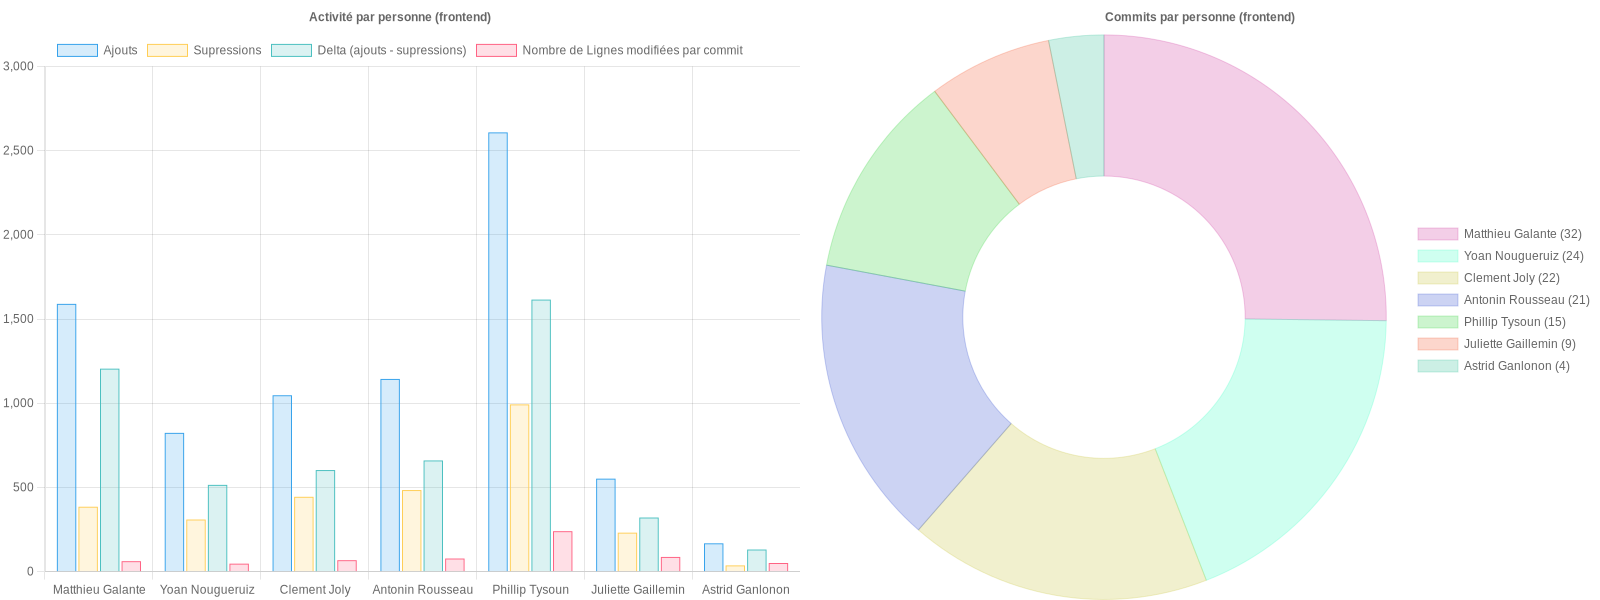 Activité par personne (frontend)
Ajouts
Supressions
Delta (ajouts - supressions)
Nombre de Lignes modifiées par commit
3,000
2,500
2,000
1,500
1,000
500
0
Matthieu Galante
Yoan Nougueruiz
Clement Joly
Antonin Rousseau
Phillip Tysoun
Juliette Gaillemin
Astrid Ganlonon
Commits par personne (frontend)
Matthieu Galante (32)
Yoan Nougueruiz (24)
Clement Joly (22)
Antonin Rousseau (21)
Phillip Tysoun (15)
Juliette Gaillemin (9)
Astrid Ganlonon (4)